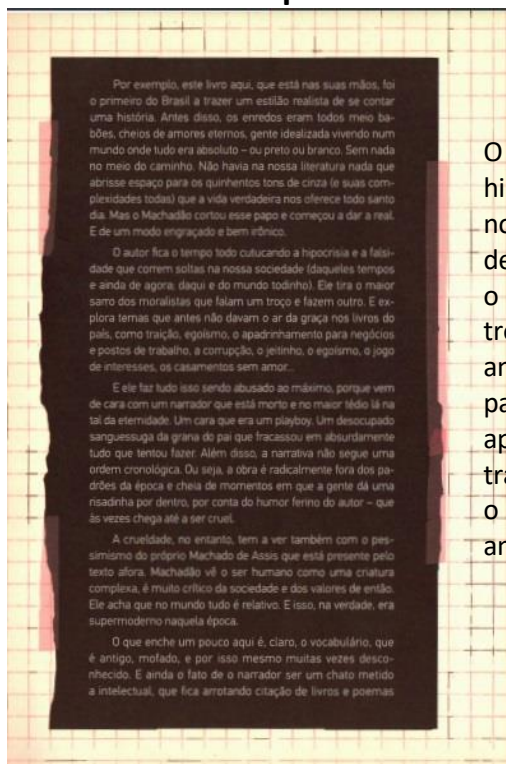 Por exemplo, este livro aqui, que está nas suas mãos, foi
o primeiro do Brasil a trazer um estilão realista de se contar
uma história. Antes disso, os enredos eram todos meio ba-
bões, cheios de amores eternos, gente idealizada vivendo num
mundo onde tudo era absoluto – ou preto ou branco. Sem nada
no meio do caminho. Não havia na nossa literatura nada que
abrisse espaço para os quinhentos tons de cinza (e suas com-
plexidades todas) que a vida verdadeira nos oferece todo santo
dia. Mas o Machadão cortou esse papo e começou a dar a real.
E de um modo engraçado e bem irônico.
O autor fica o tempo todo cutucando a hipocrisia e a falsi-
dade que correm soltas na nossa sociedade (daqueles tempos
e ainda de agora, daqui e do mundo todinho). Ele tira o maior
sarro dos moralistas que falam um troço e fazem outro. E ex-
plora temas que antes não davam o ar da graça nos livros do
país, como traição, egoísmo, o apadrinhamento para negócios
e postos de trabalho, a corrupção, o jeitinho, o egoísmo, o jogo
de interesses, os casamentos sem amor...
E ele faz tudo isso sendo abusado ao máximo, porque vem
de cara com um narrador que está morto e no maior tédio lá na
tal da eternidade. Um cara que era um playboy. Um desocupado
sanguessuga da grana do pai que fracassou em absurdamente
tudo que tentou fazer. Além disso, a narrativa não segue uma
ordem cronológica. Ou seja, a obra é radicalmente fora dos pa-
drões da época e cheia de momentos em que a gente dá uma
risadinha por dentro, por conta do humor ferino do autor – que
às vezes chega até a ser cruel.
A crueldade, no entanto, tem a ver também com o pes-
simismo do próprio Machado de Assis que está presente pelo
texto afora. Machadão vê o ser humano como uma criatura
complexa, é muito crítico da sociedade e dos valores de então.
Ele acha que no mundo tudo é relativo. E isso, na verdade, era
supermoderno naquela época.
O que enche um pouco aqui é, claro, o vocabulário, que
é antigo, mofado, e por isso mesmo muitas vezes desco-
nhecido. E ainda o fato de o narrador ser um chato metido
a intelectual, que fica arrotando citação de livros e poemas
O
hi
no
de
o
tr
ar
pa
ap
tra
o
ar